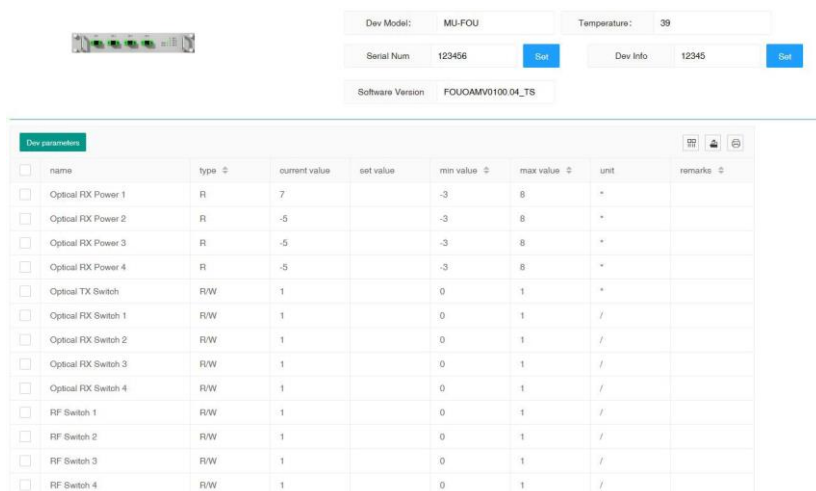 Dev Model: MU-FOU Temperature: 39
Serial Num 123456 Set Dev Info 12345 Set
Software Version FOUOAMV0100.04_TS
Dev parameters
name type current value set value min value max value unit remarks
Optical RX Power 1 R 7 -3 8 *
Optical RX Power 2 R -5 -3 8 *
Optical RX Power 3 R -5 -3 8 *
Optical RX Power 4 R -5 -3 8 *
Optical TX Switch R/W 1 0 1 *
Optical RX Switch 1 R/W 1 0 1 /
Optical RX Switch 2 R/W 1 0 1 /
Optical RX Switch 3 R/W 1 0 1 /
Optical RX Switch 4 R/W 1 0 1 /
RF Switch 1 R/W 1 0 1 /
RF Switch 2 R/W 1 0 1 /
RF Switch 3 R/W 1 0 1 /
RF Switch 4 R/W 1 0 1 /